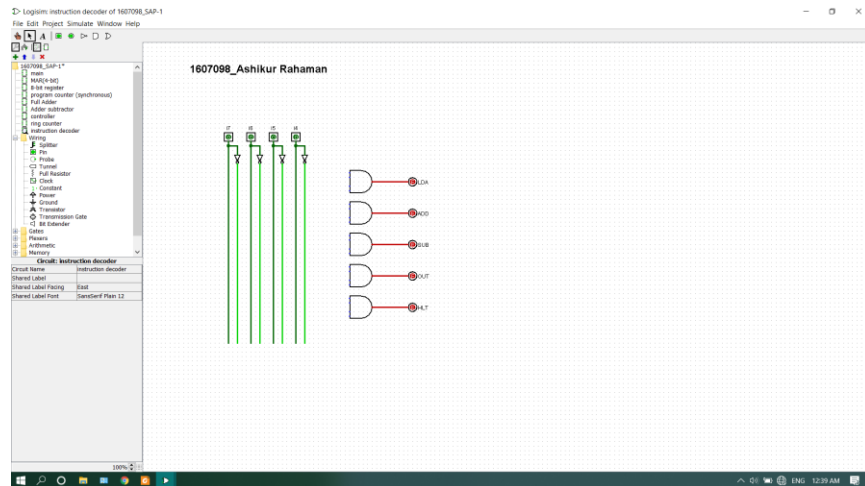 Logisim: instruction decoder of 1607098_SAP-1
File Edit Project Simulate Window Help
1607098_SAP-1*
main
MAR(4-bit)
8-bit register
program counter (synchronous)
Full Adder
Adder subtractor
controller
ring counter
instruction decoder
Wiring
Splitter
Pin
Probe
Tunnel
Pull Resistor
Clock
Constant
Power
Ground
Transistor
Transmission Gate
Bit Extender
Gates
Plexers
Arithmetic
Memory
Circuit: instruction decoder
Circuit Name instruction decoder
Shared Label
Shared Label Facing East
Shared Label Font SansSerif Plain 12
100%
1607098_Ashikur Rahaman
i7 i6 i5 i4
LDA
ADD
SUB
OUT
HLT
ENG 12:39 AM